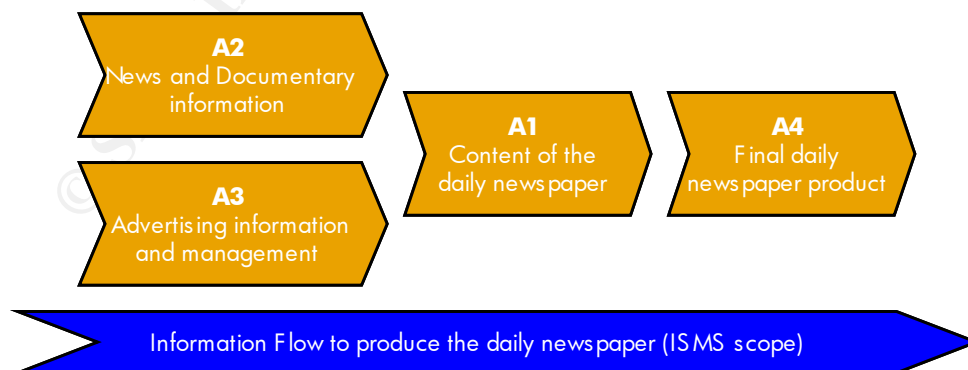 A2
News and Documentary
information
A3
Advertising information
and management
A1
Content of the
daily newspaper
A4
Final daily
newspaper product
Information Flow to produce the daily newspaper (ISMS scope)